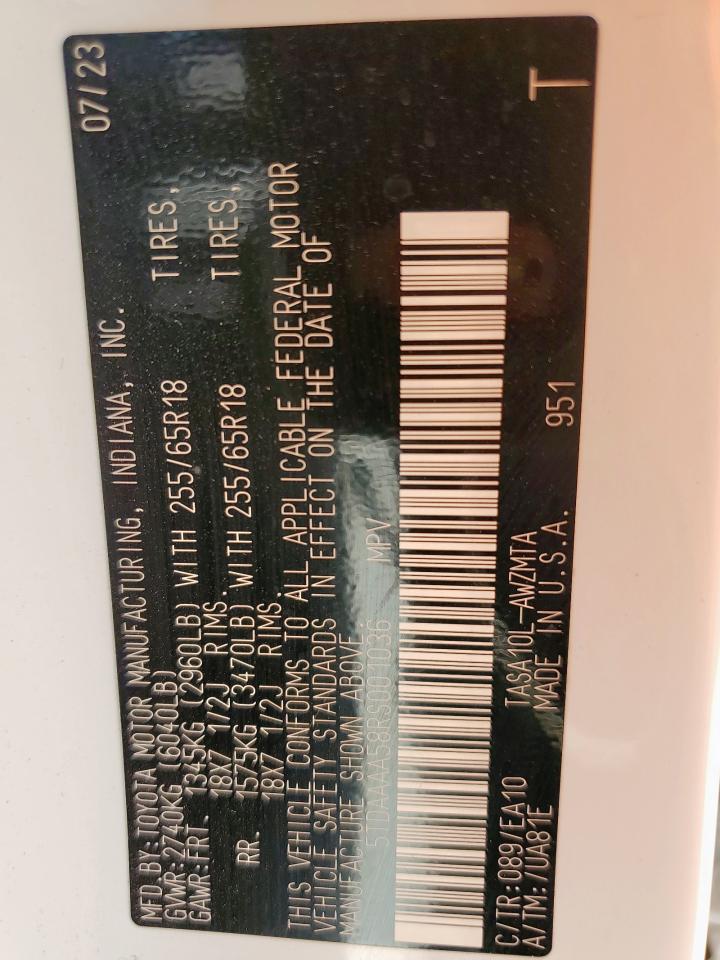 MFD.BY:TOYOTA MOTOR MANUFACTURING, INDIANA, INC. 07/23
GVWR:2740KG (6040LB)
GAWR:FRT. 1345KG (2960LB) WITH 255/65R18 TIRES,
18X7 1/2J RIMS.
RR. 1575KG (3470LB) WITH 255/65R18 TIRES,
18X7 1/2J RIMS.
THIS VEHICLE CONFORMS TO ALL APPLICABLE FEDERAL MOTOR
VEHICLE SAFETY STANDARDS IN EFFECT ON THE DATE OF
MANUFACTURE SHOWN ABOVE.
5TDAAAA58RS001036 MPV
C/TR:089/EA10 TASA10L-AWZMTA
A/TM:/UA81E MADE IN U.S.A. 951 T